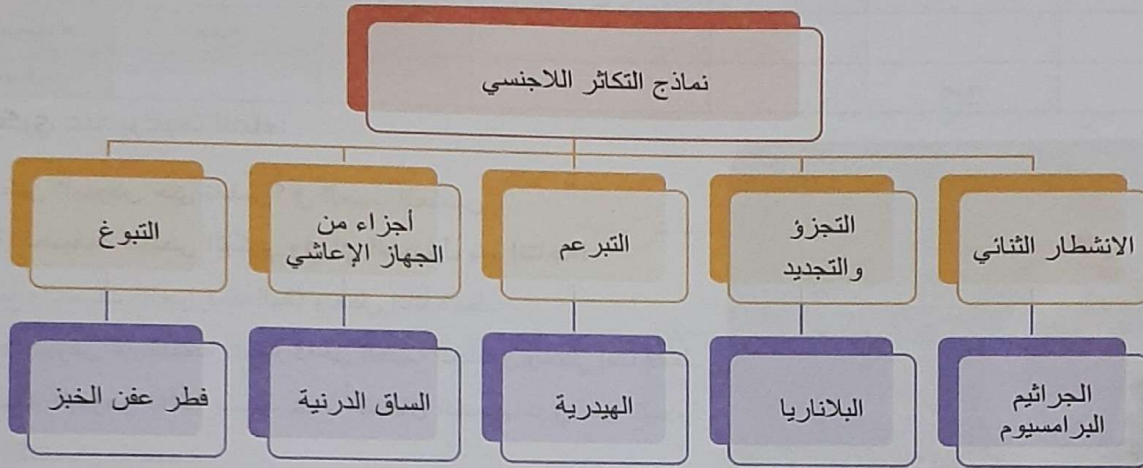 نماذج التكاثر اللاجنسي
الانشطار الثنائي
التجزؤ
والتجديد
التبرعم
أجزاء من
الجهاز الإعاشي
التبوغ
الجراثيم
البرامسيوم
البلاناريا
الهيدرية
الساق الدرنية
فطر عفن الخبز